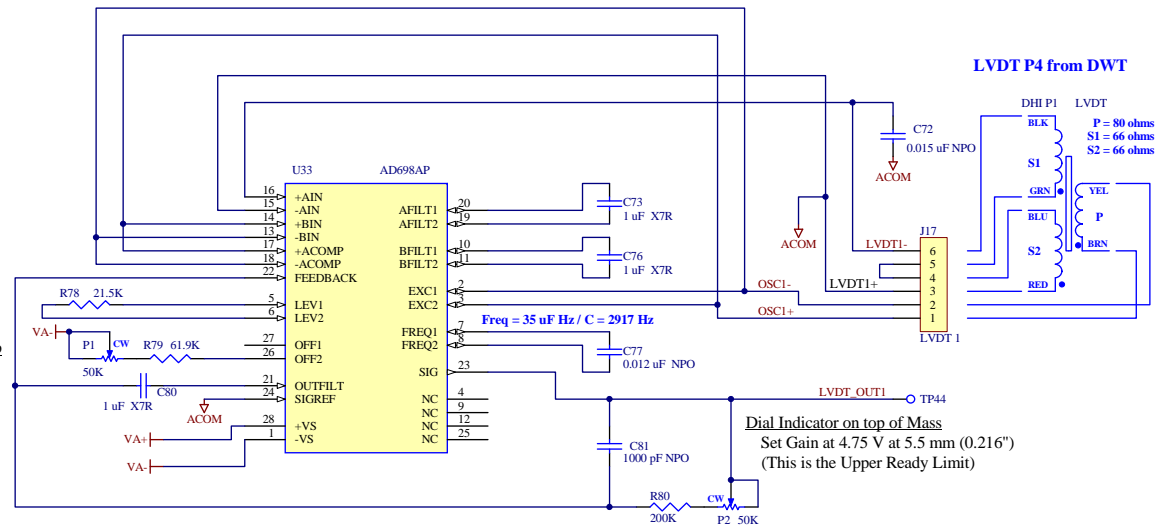 LVDT P4 from DWT
DHI P1 LVDT
BLK
P = 80 ohms
S1 = 66 ohms
S2 = 66 ohms
S1
GRN
YEL
BLU
P
S2
BRN
RED
C72
0.015 uF NPO
ACOM
U33 AD698AP
16 +AIN
15 -AIN
14 +BIN
13 -BIN
17 +ACOMP
18 -ACOMP
22 FEEDBACK
5 LEV1
6 LEV2
27 OFF1
26 OFF2
21 OUTFILT
24 SIGREF
28 +VS
1 -VS
AFILT1 20
AFILT2 19
BFILT1 10
BFILT2 11
EXC1 2
EXC2 3
FREQ1 7
FREQ2 8
SIG 23
NC 4
NC 9
NC 12
NC 25
C73
1 uF X7R
C76
1 uF X7R
ACOM
J17
LVDT1- 6
5
4
LVDT1+ 3
OSC1- 2
OSC1+ 1
LVDT 1
Freq = 35 uF Hz / C = 2917 Hz
C77
0.012 uF NPO
R78 21.5K
VA-
P1 CW R79 61.9K
50K
C80
1 uF X7R
ACOM
VA+
VA-
LVDT_OUT1 TP44
C81
1000 pF NPO
Dial Indicator on top of Mass
Set Gain at 4.75 V at 5.5 mm (0.216")
(This is the Upper Ready Limit)
R80 CW
200K P2 50K